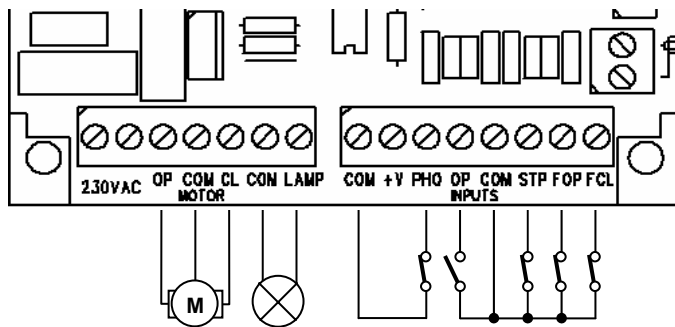 230VAC OP COM CL CON LAMP COM +V PHO OP COM STP FOP FCL
MOTOR INPUTS
M